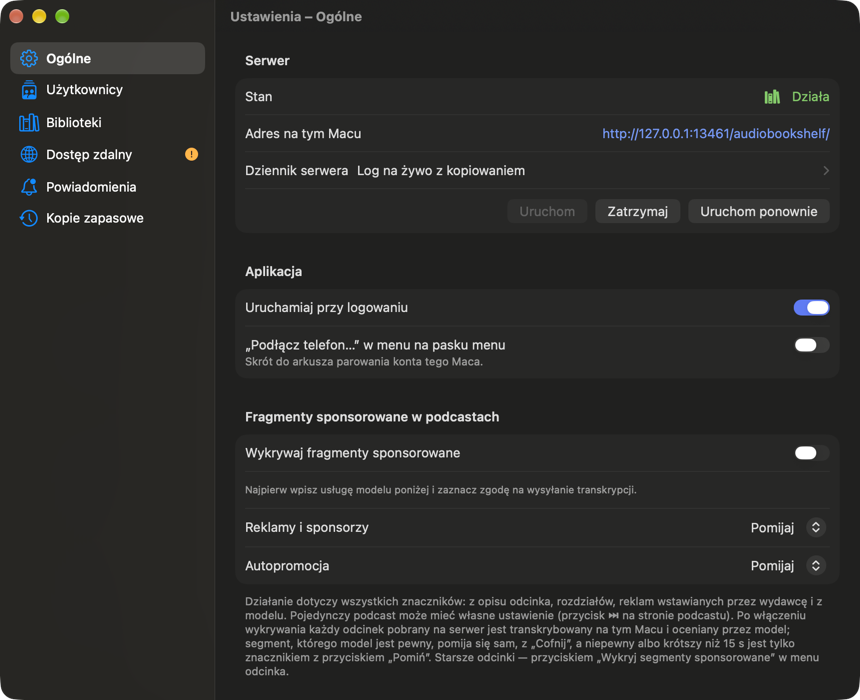 Ustawienia – Ogólne
Ogólne
Użytkownicy
Biblioteki
Dostęp zdalny
Powiadomienia
Kopie zapasowe
Serwer
Stan Działa
Adres na tym Macu http://127.0.0.1:13461/audiobookshelf/
Dziennik serwera Log na żywo z kopiowaniem
Uruchom Zatrzymaj Uruchom ponownie
Aplikacja
Uruchamiaj przy logowaniu
„Podłącz telefon…” w menu na pasku menu
Skrót do arkusza parowania konta tego Maca.
Fragmenty sponsorowane w podcastach
Wykrywaj fragmenty sponsorowane
Najpierw wpisz usługę modelu poniżej i zaznacz zgodę na wysyłanie transkrypcji.
Reklamy i sponsorzy Pomijaj
Autopromocja Pomijaj
Działanie dotyczy wszystkich znaczników: z opisu odcinka, rozdziałów, reklam wstawianych przez wydawcę i z
modelu. Pojedynczy podcast może mieć własne ustawienie (przycisk ⏭ na stronie podcastu). Po włączeniu
wykrywania każdy odcinek pobrany na serwer jest transkrybowany na tym Macu i oceniany przez model;
segment, którego model jest pewny, pomija się sam, z „Cofnij”, a niepewny albo krótszy niż 15 s jest tylko
znacznikiem z przyciskiem „Pomiń”. Starsze odcinki — przyciskiem „Wykryj segmenty sponsorowane” w menu
odcinka.